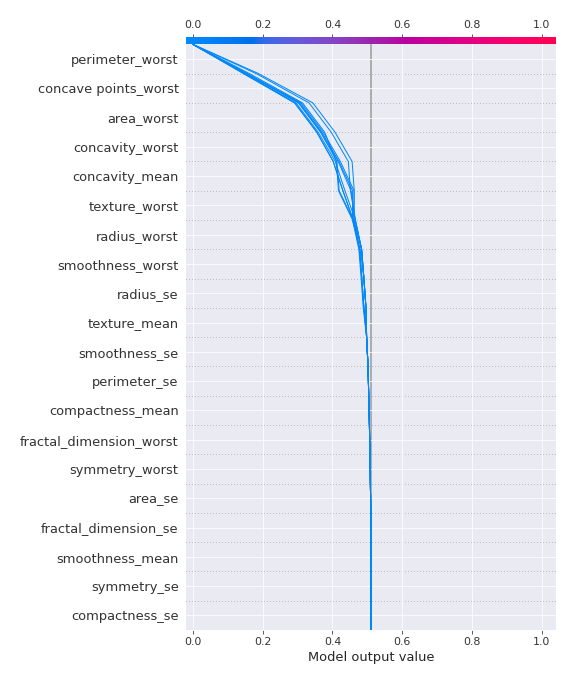 0.0 0.2 0.4 0.6 0.8 1.0
perimeter_worst
concave points_worst
area_worst
concavity_worst
concavity_mean
texture_worst
radius_worst
smoothness_worst
radius_se
texture_mean
smoothness_se
perimeter_se
compactness_mean
fractal_dimension_worst
symmetry_worst
area_se
fractal_dimension_se
smoothness_mean
symmetry_se
compactness_se
0.0 0.2 0.4 0.6 0.8 1.0
Model output value